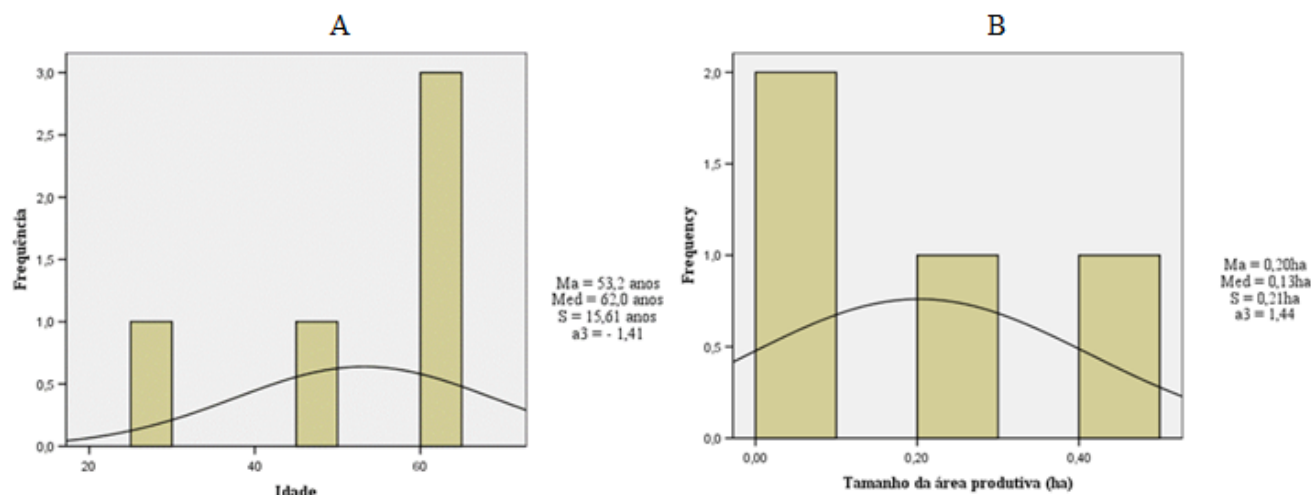 A
3,0
2,5
2,0
1,5
1,0
0,5
0,0
Frequência
20
40
60
Idade
Ma = 53,2 anos
Med = 62,0 anos
S = 15,61 anos
a3 = - 1,41
B
2,0
1,5
1,0
0,5
0,0
Frequency
0,00
0,20
0,40
Tamanho da área produtiva (ha)
Ma = 0,20ha
Med = 0,13ha
S = 0,21ha
a3 = 1,44